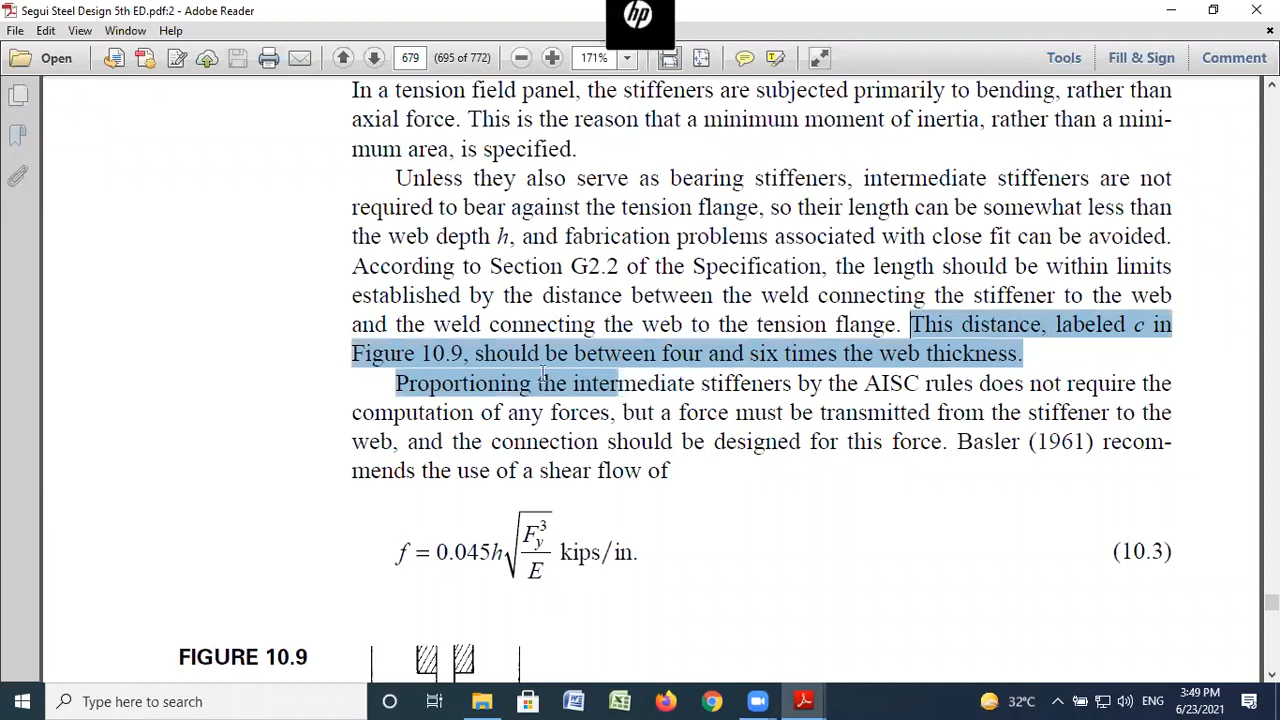 Segui Steel Design 5th ED.pdf:2 - Adobe Reader
hp
File Edit View Window Help
Open 679 (695 of 772) 171% Tools Fill & Sign Comment
In a tension field panel, the stiffeners are subjected primarily to bending, rather than
axial force. This is the reason that a minimum moment of inertia, rather than a mini-
mum area, is specified.
Unless they also serve as bearing stiffeners, intermediate stiffeners are not
required to bear against the tension flange, so their length can be somewhat less than
the web depth h, and fabrication problems associated with close fit can be avoided.
According to Section G2.2 of the Specification, the length should be within limits
established by the distance between the weld connecting the stiffener to the web
and the weld connecting the web to the tension flange. This distance, labeled c in
Figure 10.9, should be between four and six times the web thickness.
Proportioning the intermediate stiffeners by the AISC rules does not require the
computation of any forces, but a force must be transmitted from the stiffener to the
web, and the connection should be designed for this force. Basler (1961) recom-
mends the use of a shear flow of
f = 0.045h√(F_y^3/E) kips/in. (10.3)
FIGURE 10.9
Type here to search 32°C ENG 3:49 PM
6/23/2021